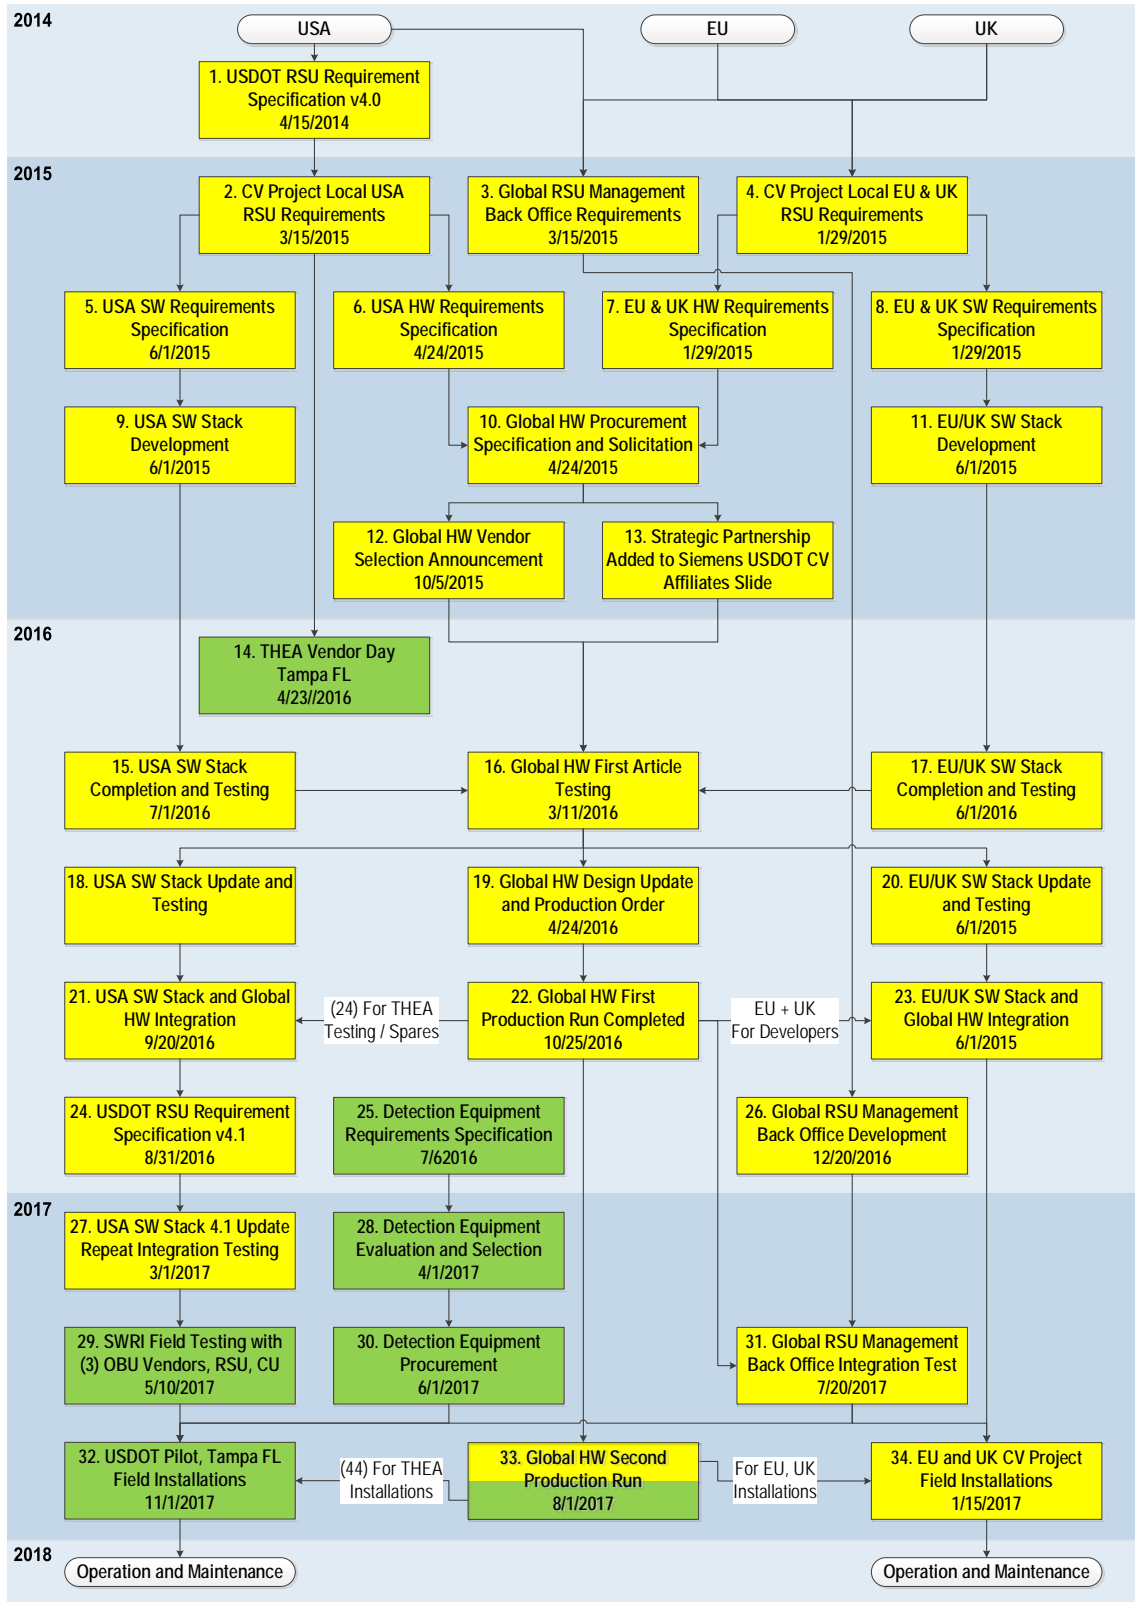 2014
USA
EU
UK
1. USDOT RSU Requirement
Specification v4.0
4/15/2014
2015
2. CV Project Local USA
RSU Requirements
3/15/2015
3. Global RSU Management
Back Office Requirements
3/15/2015
4. CV Project Local EU & UK
RSU Requirements
1/29/2015
5. USA SW Requirements
Specification
6/1/2015
6. USA HW Requirements
Specification
4/24/2015
7. EU & UK HW Requirements
Specification
1/29/2015
8. EU & UK SW Requirements
Specification
1/29/2015
9. USA SW Stack
Development
6/1/2015
10. Global HW Procurement
Specification and Solicitation
4/24/2015
11. EU/UK SW Stack
Development
6/1/2015
12. Global HW Vendor
Selection Announcement
10/5/2015
13. Strategic Partnership
Added to Siemens USDOT CV
Affiliates Slide
2016
14. THEA Vendor Day
Tampa FL
4/23//2016
15. USA SW Stack
Completion and Testing
7/1/2016
16. Global HW First Article
Testing
3/11/2016
17. EU/UK SW Stack
Completion and Testing
6/1/2016
18. USA SW Stack Update and
Testing
19. Global HW Design Update
and Production Order
4/24/2016
20. EU/UK SW Stack Update
and Testing
6/1/2015
21. USA SW Stack and Global
HW Integration
9/20/2016
(24) For THEA
Testing / Spares
22. Global HW First
Production Run Completed
10/25/2016
EU + UK
For Developers
23. EU/UK SW Stack and
Global HW Integration
6/1/2015
24. USDOT RSU Requirement
Specification v4.1
8/31/2016
25. Detection Equipment
Requirements Specification
7/62016
26. Global RSU Management
Back Office Development
12/20/2016
2017
27. USA SW Stack 4.1 Update
Repeat Integration Testing
3/1/2017
28. Detection Equipment
Evaluation and Selection
4/1/2017
29. SWRI Field Testing with
(3) OBU Vendors, RSU, CU
5/10/2017
30. Detection Equipment
Procurement
6/1/2017
31. Global RSU Management
Back Office Integration Test
7/20/2017
32. USDOT Pilot, Tampa FL
Field Installations
11/1/2017
(44) For THEA
Installations
33. Global HW Second
Production Run
8/1/2017
For EU, UK
Installations
34. EU and UK CV Project
Field Installations
1/15/2017
2018
Operation and Maintenance
Operation and Maintenance